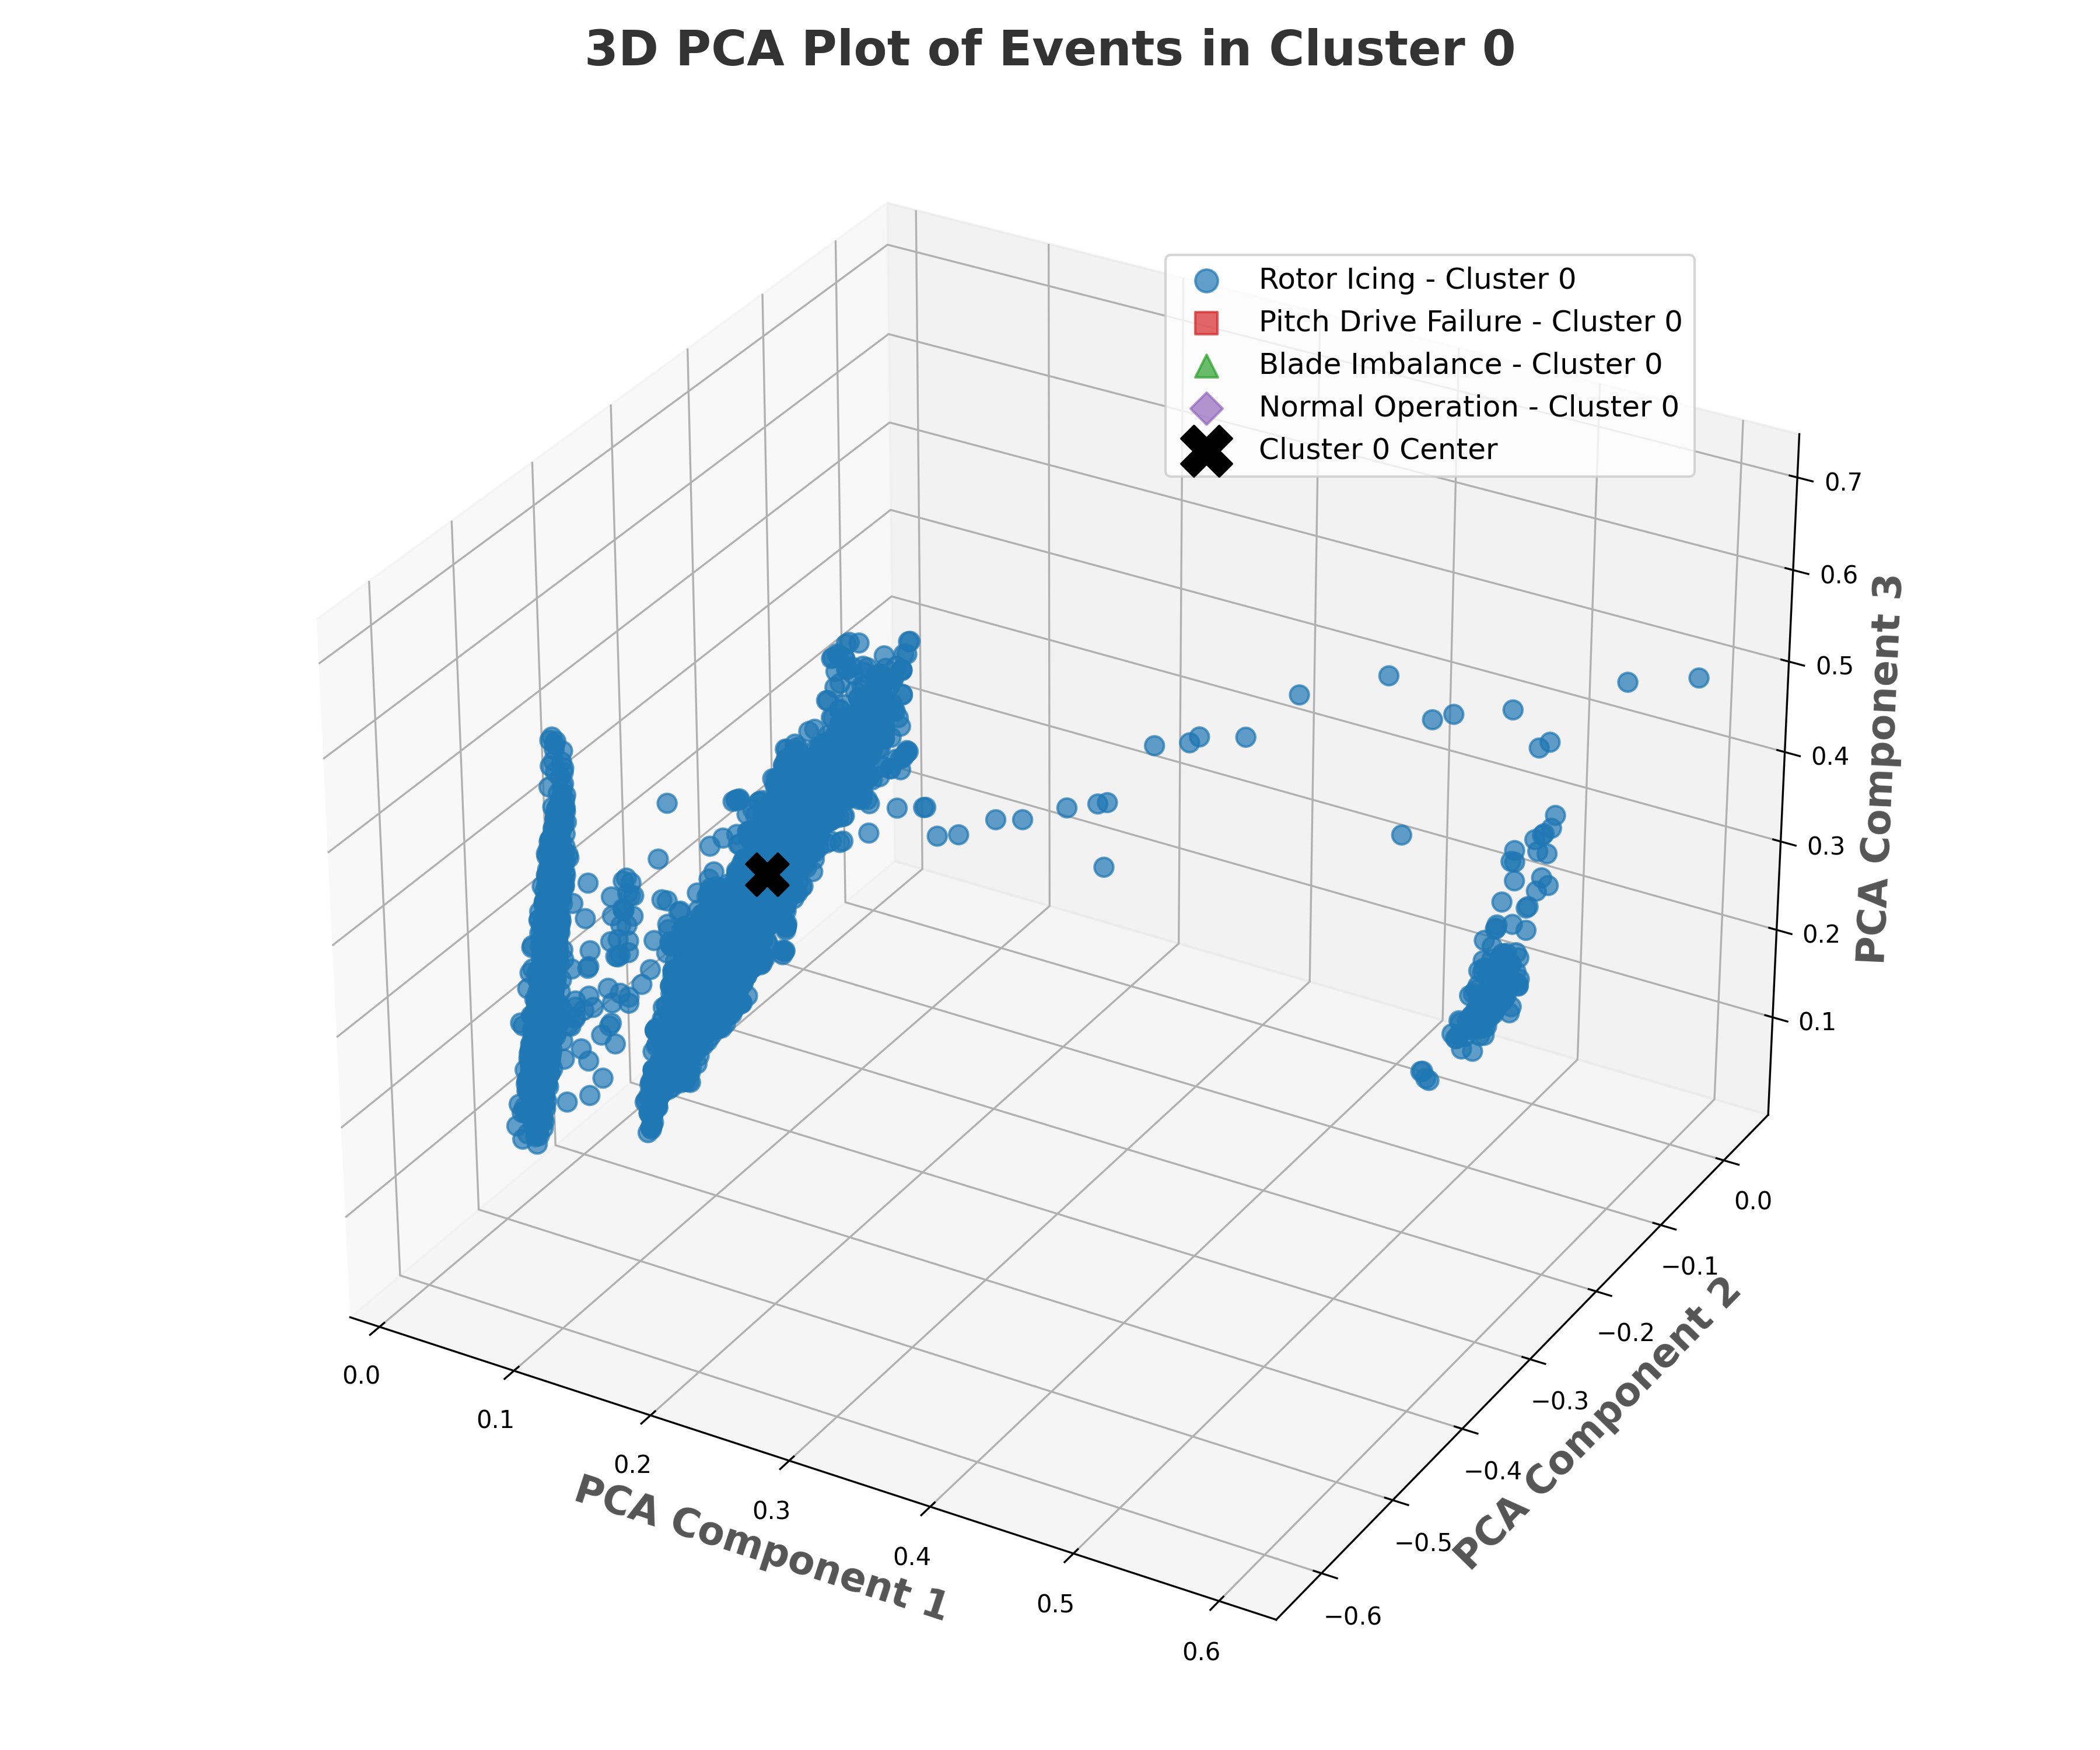 3D PCA Plot of Events in Cluster 0
Rotor Icing - Cluster 0
Pitch Drive Failure - Cluster 0
Blade Imbalance - Cluster 0
Normal Operation - Cluster 0
Cluster 0 Center
0.7
0.6
0.5
0.4
0.3
0.2
0.1
PCA Component 3
0.0
−0.1
−0.2
−0.3
−0.4
−0.5
−0.6
PCA Component 2
0.0
0.1
0.2
0.3
0.4
0.5
0.6
PCA Component 1